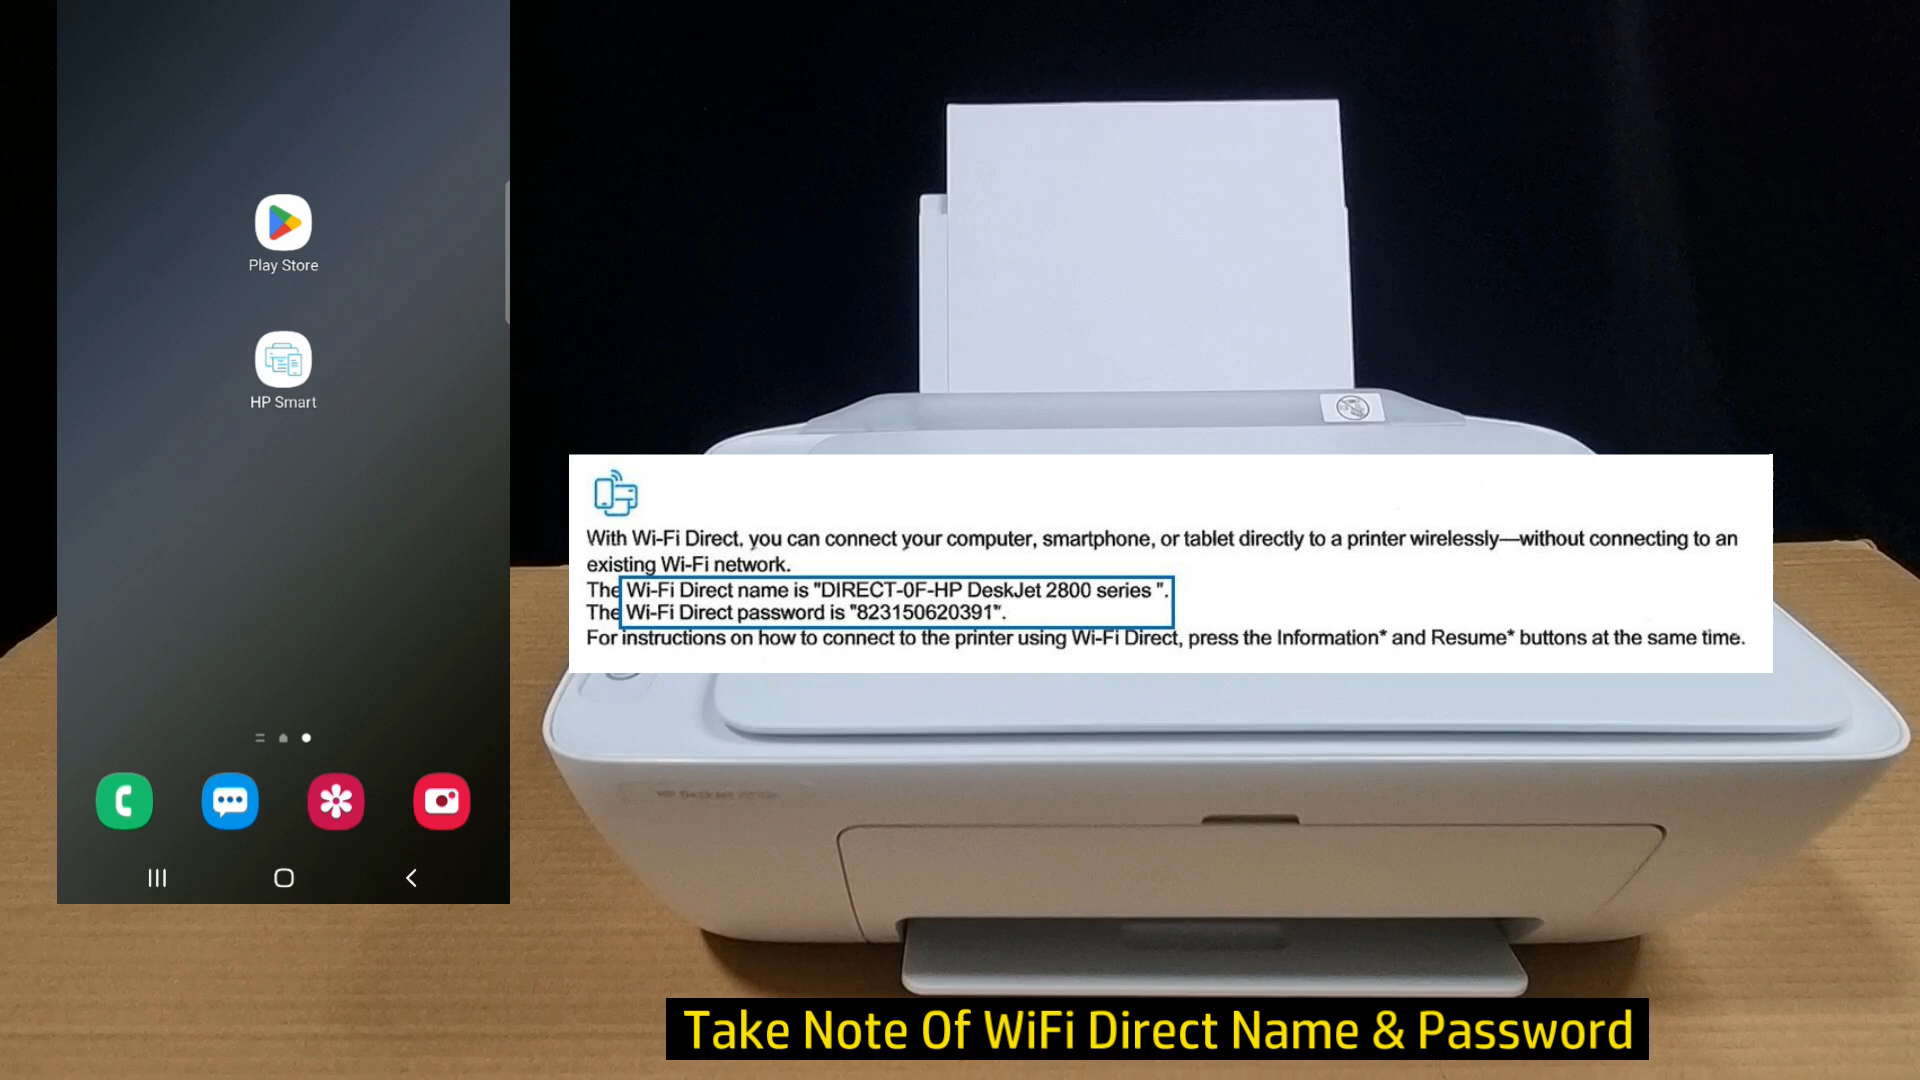 Play Store
HP Smart
With Wi-Fi Direct, you can connect your computer, smartphone, or tablet directly to a printer wirelessly—without connecting to an
existing Wi-Fi network.
The Wi-Fi Direct name is "DIRECT-0F-HP DeskJet 2800 series ".
The Wi-Fi Direct password is "823150620391".
For instructions on how to connect to the printer using Wi-Fi Direct, press the Information* and Resume* buttons at the same time.
HP DeskJet
Take Note Of WiFi Direct Name & Password